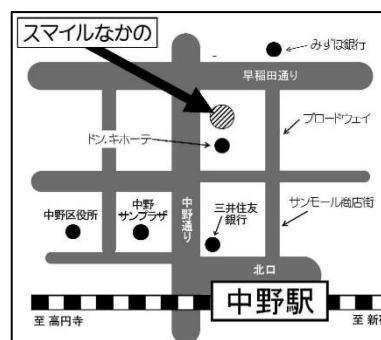 スマイルなかの
みずほ銀行
早稲田通り
ブロードウェイ
ドン.キホーテ
中野通り
中野区役所
中野
サンプラザ
三井住友
銀行
サンモール商店街
北口
中野駅
至 高円寺
至 新宿